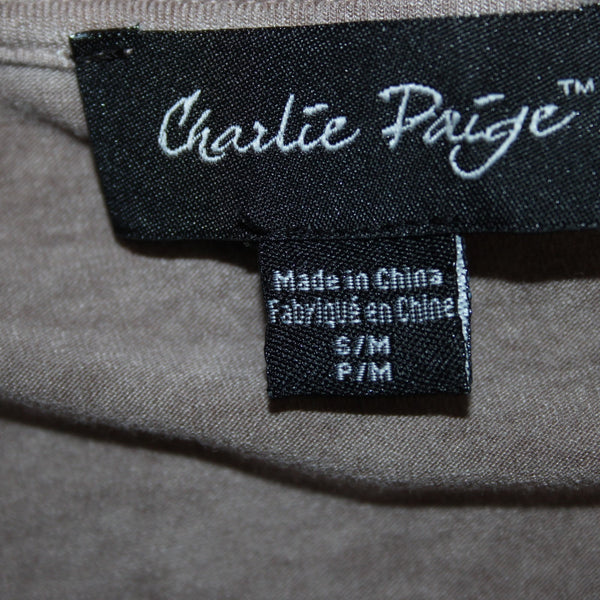 Charlie Paige™
Made in China
Fabriqué en Chine
S/M
P/M